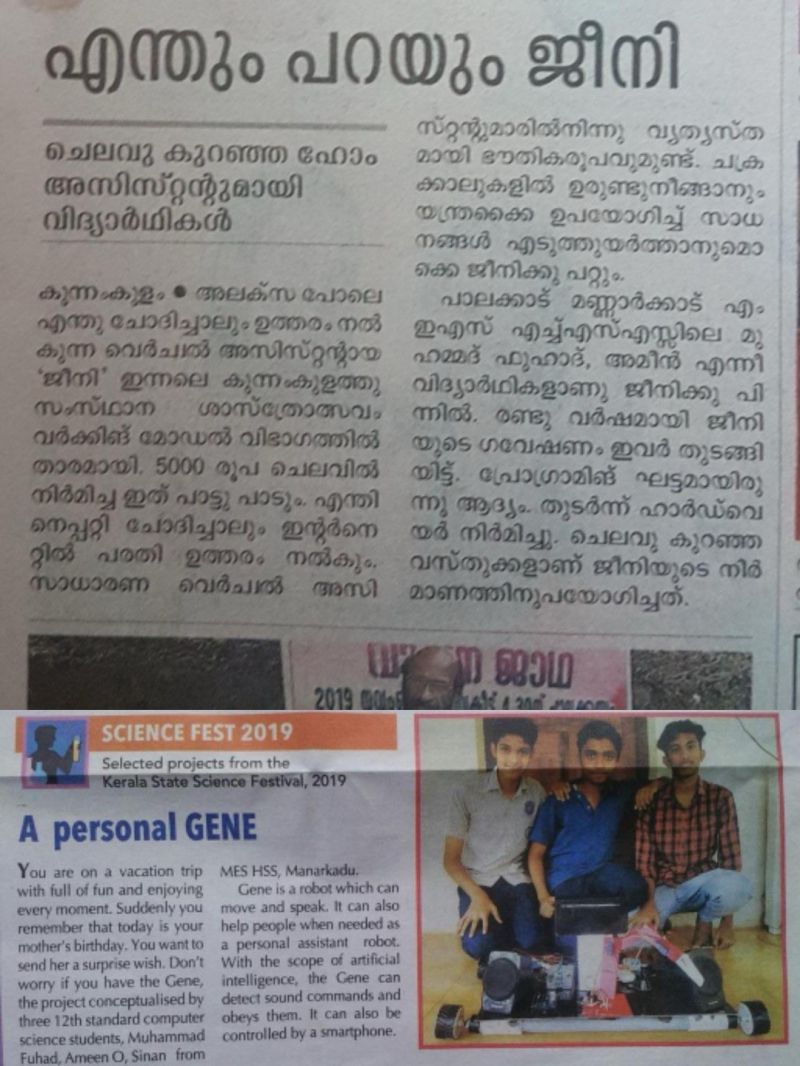 എന്തും പറയും ജീനി
ചെലവു കുറഞ്ഞ ഹോം
അസിസ്റ്റന്റുമായി
വിദ്യാർഥികൾ
കുന്നംകുളം ● അലക്സ പോലെ
എന്തു ചോദിച്ചാലും ഉത്തരം നൽ
കുന്ന വെർച്വൽ അസിസ്റ്റന്റായ
'ജീനി' ഇന്നലെ കുന്നംകുളത്തു
സംസ്ഥാന ശാസ്ത്രോത്സവം
വർക്കിങ് മോഡൽ വിഭാഗത്തിൽ
താരമായി. 5000 രൂപ ചെലവിൽ
നിർമിച്ച ഇത് പാട്ടു പാടും. എന്തി
നെപ്പറ്റി ചോദിച്ചാലും ഇന്റർനെ
റ്റിൽ പരതി ഉത്തരം നൽകും.
സാധാരണ വെർച്വൽ അസി
സ്റ്റന്റുമാരിൽനിന്നു വ്യത്യസ്ത
മായി ഭൗതികരൂപവുമുണ്ട്. ചക്ര
ക്കാലുകളിൽ ഉരുണ്ടുനീങ്ങാനും
യന്ത്രക്കൈ ഉപയോഗിച്ച് സാധ
നങ്ങൾ എടുത്തുയർത്താനുമൊ
ക്കെ ജീനിക്കു പറ്റും.
പാലക്കാട് മണ്ണാർക്കാട് എം
ഇഎസ് എച്ച്എസ്എസ്സിലെ മു
ഹമ്മദ് ഫുഹാദ്, അമീൻ എന്നീ
വിദ്യാർഥികളാണു ജീനിക്കു പി
ന്നിൽ. രണ്ടു വർഷമായി ജീനി
യുടെ ഗവേഷണം ഇവർ തുടങ്ങി
യിട്ട്. പ്രോഗ്രാമിങ് ഘട്ടമായിരു
ന്നു ആദ്യം. തുടർന്ന് ഹാർഡ്‌വെ
യർ നിർമിച്ചു. ചെലവു കുറഞ്ഞ
വസ്തുക്കളാണ് ജീനിയുടെ നിർ
മാണത്തിനുപയോഗിച്ചത്.
ജാഥ
2019
SCIENCE FEST 2019
Selected projects from the
Kerala State Science Festival, 2019
A personal GENE
You are on a vacation trip
with full of fun and enjoying
every moment. Suddenly you
remember that today is your
mother's birthday. You want to
send her a surprise wish. Don't
worry if you have the Gene,
the project conceptualised by
three 12th standard computer
science students, Muhammad
Fuhad, Ameen O, Sinan from
MES HSS, Manarkadu.
Gene is a robot which can
move and speak. It can also
help people when needed as
a personal assistant robot.
With the scope of artificial
intelligence, the Gene can
detect sound commands and
obeys them. It can also be
controlled by a smartphone.